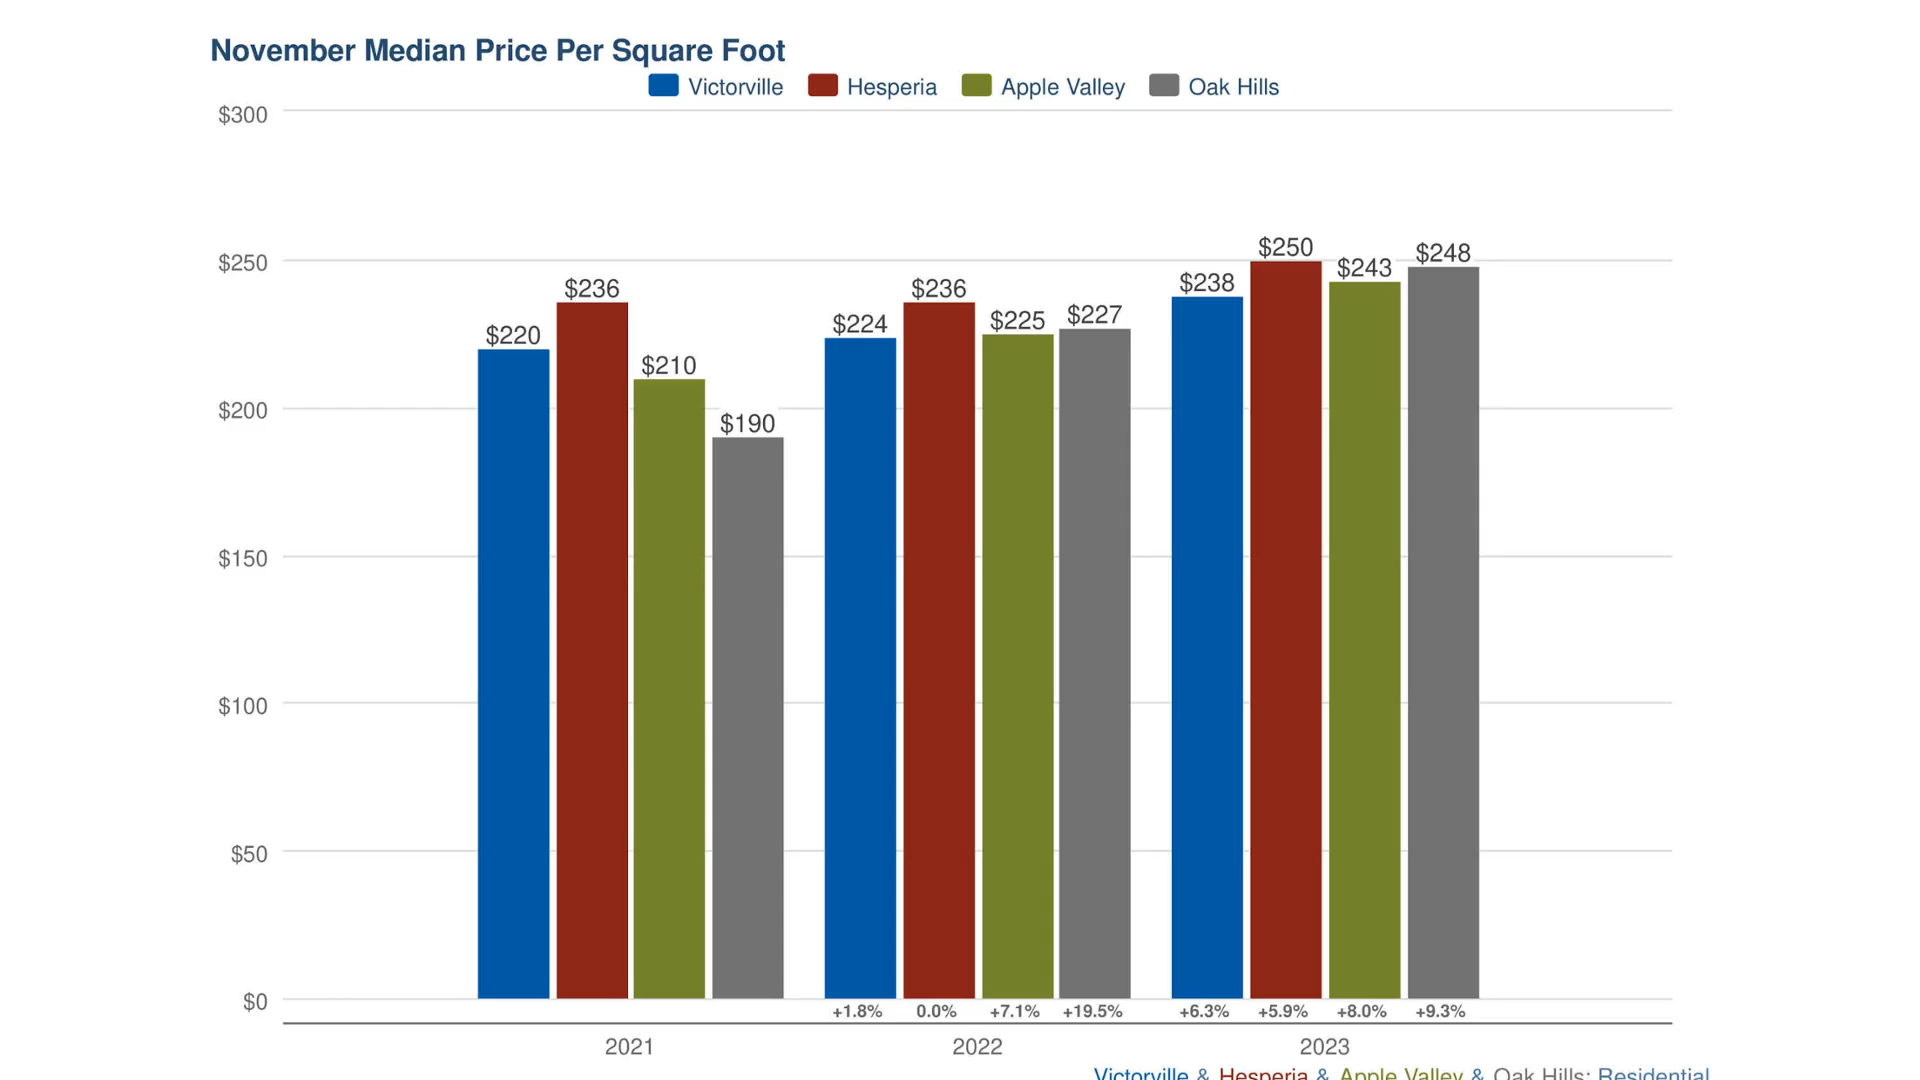 November Median Price Per Square Foot
Victorville Hesperia Apple Valley Oak Hills
$300
$250
$200
$150
$100
$50
$0
$220 $236 $210 $190
$224 $236 $225 $227
$238 $250 $243 $248
+1.8% 0.0% +7.1% +19.5% +6.3% +5.9% +8.0% +9.3%
2021 2022 2023
Victorville & Hesperia & Apple Valley & Oak Hills: Residential